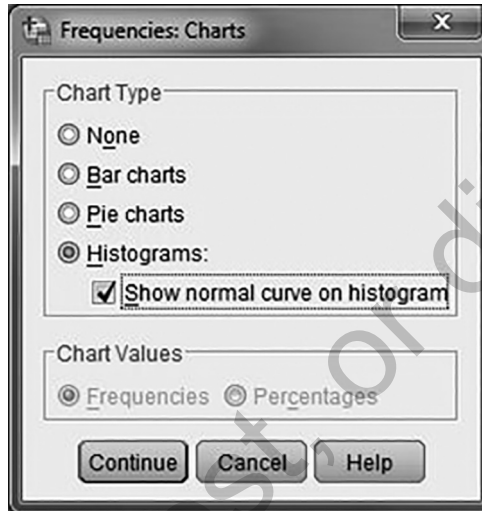 Frequencies: Charts
Chart Type
None
Bar charts
Pie charts
Histograms:
Show normal curve on histogram
Chart Values
Frequencies Percentages
Continue Cancel Help